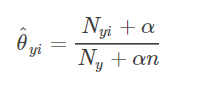 θ̂_yi = (N_yi + α) / (N_y + αn)